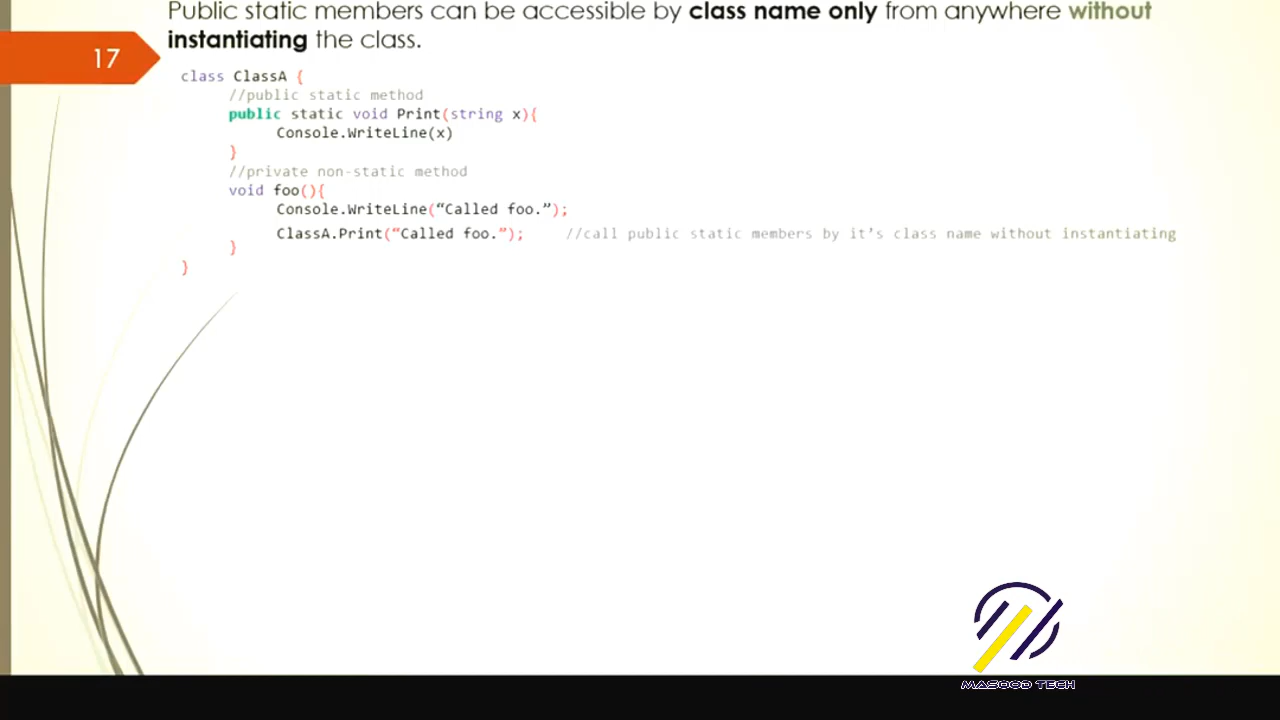 Public static members can be accessible by class name only from anywhere without
instantiating the class.
17
class ClassA {
//public static method
public static void Print(string x){
Console.WriteLine(x)
}
//private non-static method
void foo(){
Console.WriteLine(“Called foo.”);
ClassA.Print(“Called foo.”); //call public static members by it’s class name without instantiating
}
}
MASOOD TECH